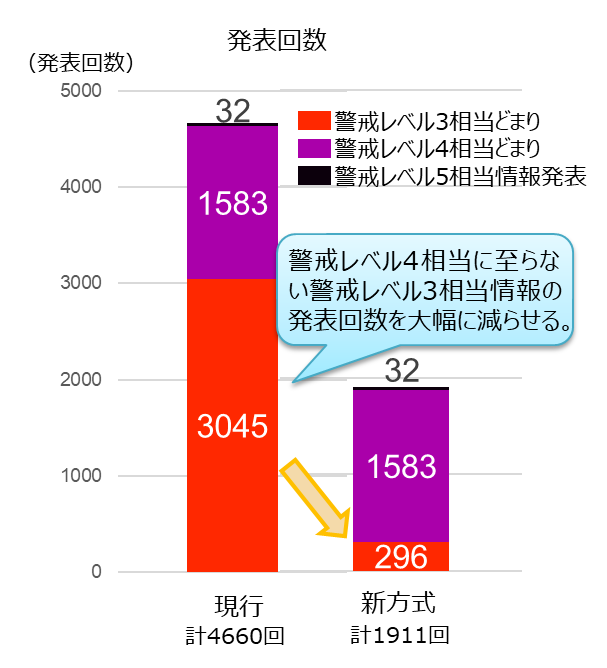 発表回数
(発表回数)
5000
4000
3000
2000
1000
0
32
1583
3045
警戒レベル3相当どまり
警戒レベル4相当どまり
警戒レベル5相当情報発表
警戒レベル4相当に至らな
い警戒レベル3相当情報の
発表回数を大幅に減らせる。
32
1583
296
現行
計4660回
新方式
計1911回